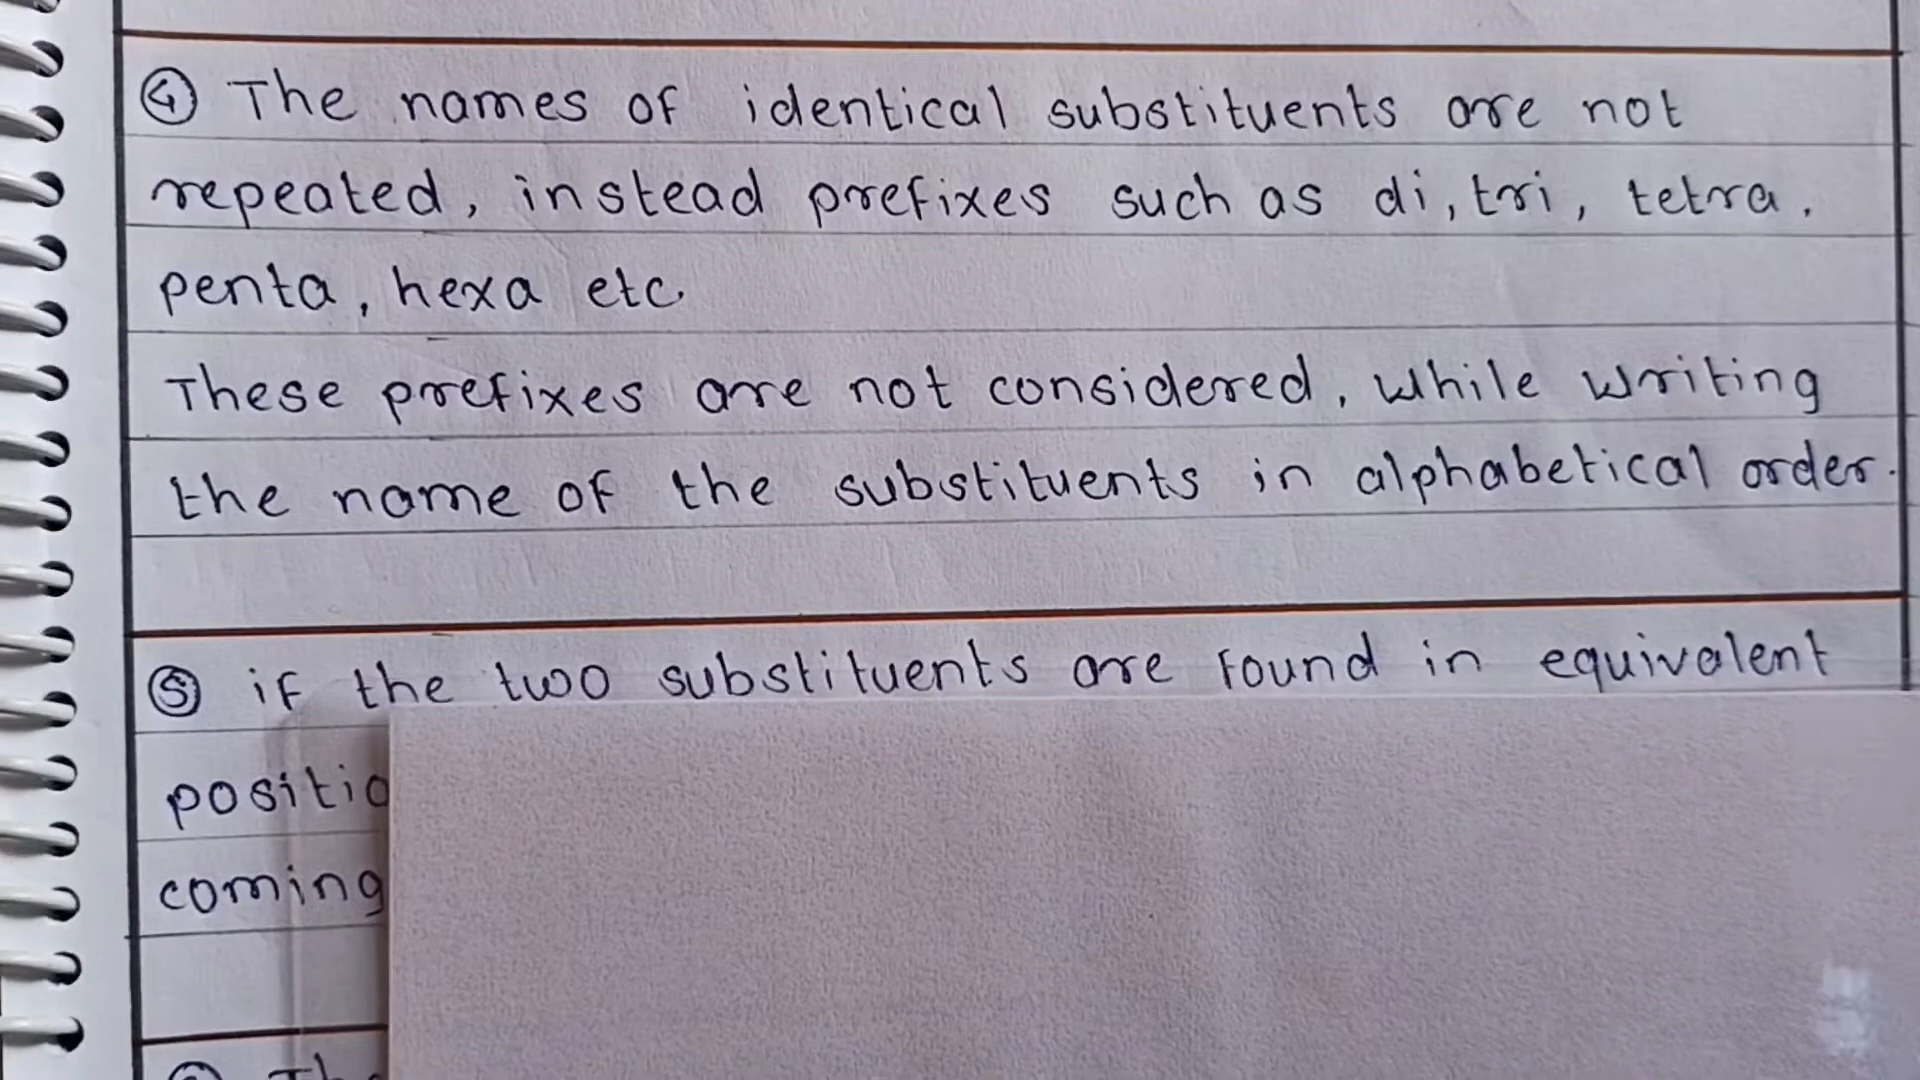 ④ The names of identical substituents are not
repeated, instead prefixes such as di, tri, tetra,
penta, hexa etc.
These prefixes are not considered, while writing
the name of the substituents in alphabetical order.
⑤ if the two substituents are found in equivalent
positio
coming